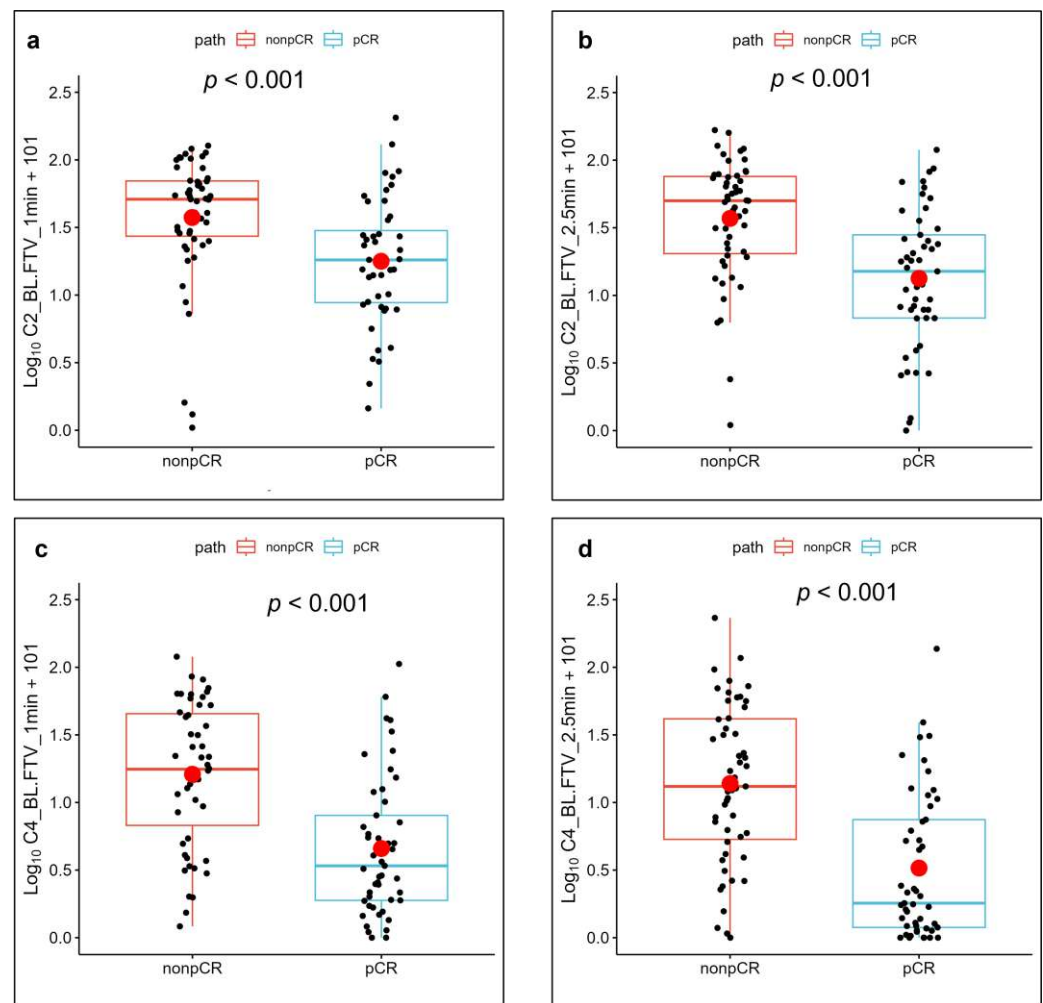 a
path nonpCR pCR
p < 0.001
Log₁₀ C2_BL.FTV_1min + 101
2.5
2.0
1.5
1.0
0.5
0.0
nonpCR pCR
b
path nonpCR pCR
p < 0.001
Log₁₀ C2_BL.FTV_2.5min + 101
2.5
2.0
1.5
1.0
0.5
0.0
nonpCR pCR
c
path nonpCR pCR
p < 0.001
Log₁₀ C4_BL.FTV_1min + 101
2.5
2.0
1.5
1.0
0.5
0.0
nonpCR pCR
d
path nonpCR pCR
p < 0.001
Log₁₀ C4_BL.FTV_2.5min + 101
2.5
2.0
1.5
1.0
0.5
0.0
nonpCR pCR